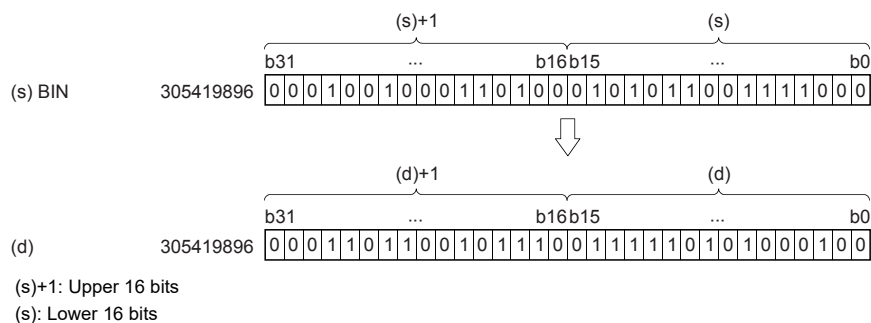 (s)+1 (s)
b31 ... b16 b15 ... b0
(s) BIN 305419896 0 0 0 1 0 0 1 0 0 0 1 1 0 1 0 0 0 1 0 1 0 1 1 0 0 1 1 1 1 0 0 0
(d)+1 (d)
b31 ... b16 b15 ... b0
(d) 305419896 0 0 0 1 1 0 1 1 0 0 1 0 1 1 1 0 0 1 1 1 1 1 0 1 0 1 0 0 0 1 0 0
(s)+1: Upper 16 bits
(s): Lower 16 bits